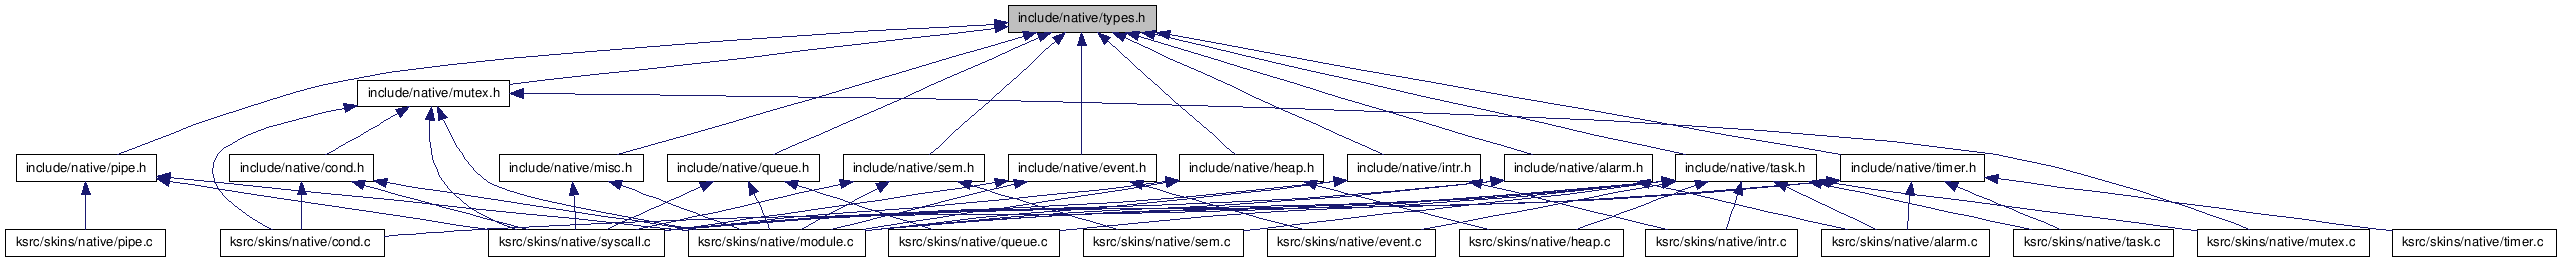 include/native/types.h
include/native/mutex.h
include/native/pipe.h
include/native/cond.h
include/native/misc.h
include/native/queue.h
include/native/sem.h
include/native/event.h
include/native/heap.h
include/native/intr.h
include/native/alarm.h
include/native/task.h
include/native/timer.h
ksrc/skins/native/pipe.c
ksrc/skins/native/cond.c
ksrc/skins/native/syscall.c
ksrc/skins/native/module.c
ksrc/skins/native/queue.c
ksrc/skins/native/sem.c
ksrc/skins/native/event.c
ksrc/skins/native/heap.c
ksrc/skins/native/intr.c
ksrc/skins/native/alarm.c
ksrc/skins/native/task.c
ksrc/skins/native/mutex.c
ksrc/skins/native/timer.c